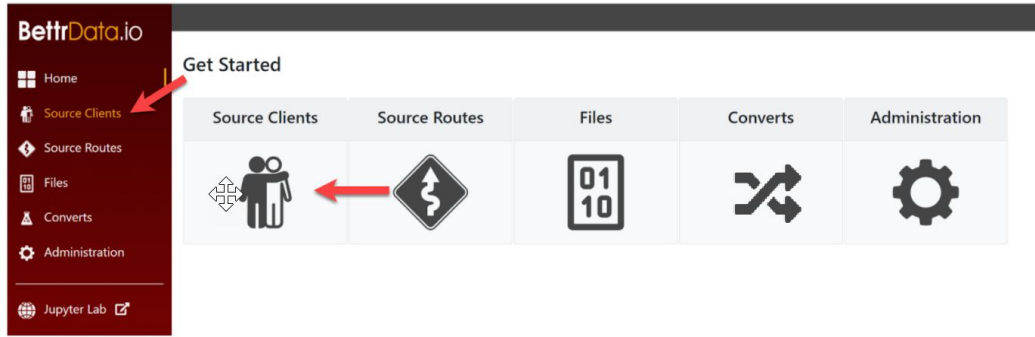 BettrData.io
Home
Source Clients
Source Routes
Files
Converts
Administration
Jupyter Lab
Get Started
Source Clients
Source Routes
Files
Converts
Administration
01
10